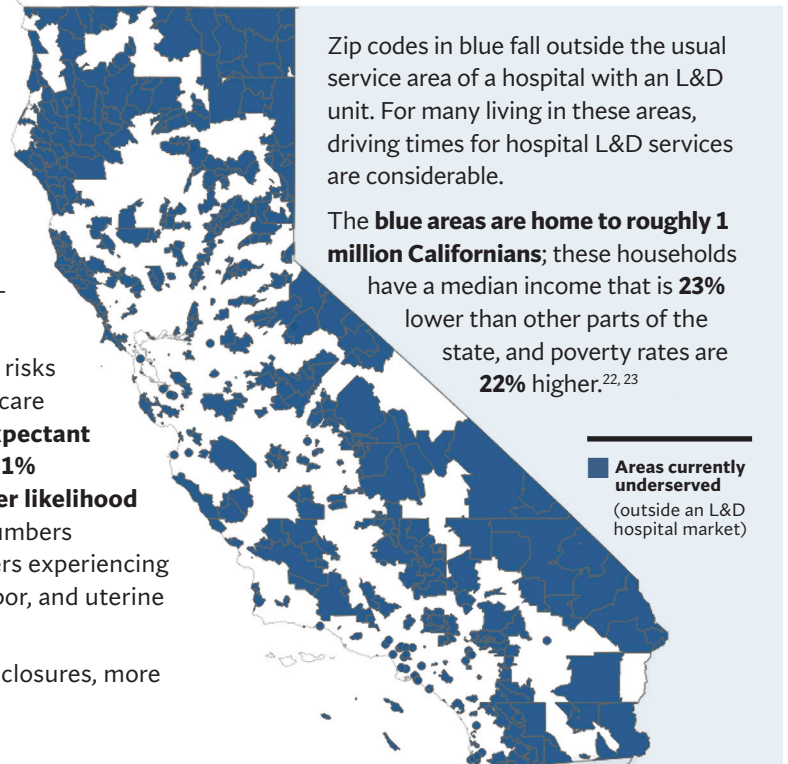 Zip codes in blue fall outside the usual
service area of a hospital with an L&D
unit. For many living in these areas,
driving times for hospital L&D services
are considerable.
The blue areas are home to roughly 1
million Californians; these households
have a median income that is 23%
lower than other parts of the
state, and poverty rates are
22% higher.22, 23
Areas currently
underserved
(outside an L&D
hospital market)
–
risks
care
xpectant
1%
er likelihood
umbers
ers experiencing
bor, and uterine
closures, more